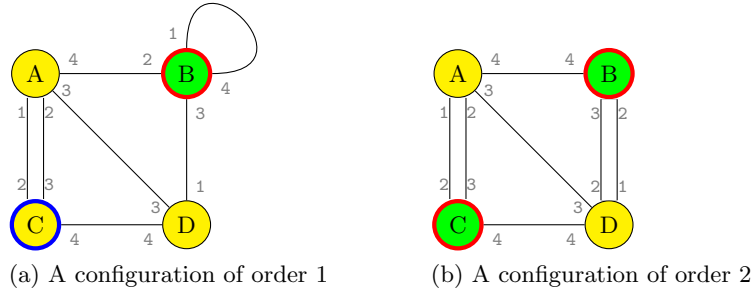 1
4 2 4 4
A B A B
3 4 3
1 2 3 1 2 3 2
2 3 1 2 3 2 1
C 3 D C 3 D
4 4 4 4
(a) A configuration of order 1
(b) A configuration of order 2